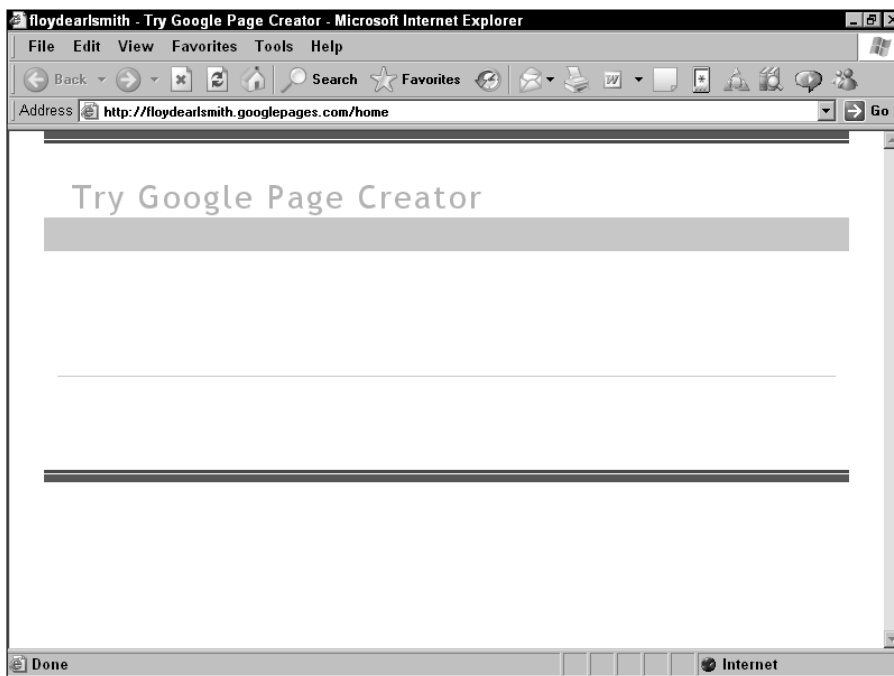 floydearlsmith - Try Google Page Creator - Microsoft Internet Explorer
File Edit View Favorites Tools Help
Back Search Favorites
Address http://floydearlsmith.googlepages.com/home Go
Try Google Page Creator
Done Internet